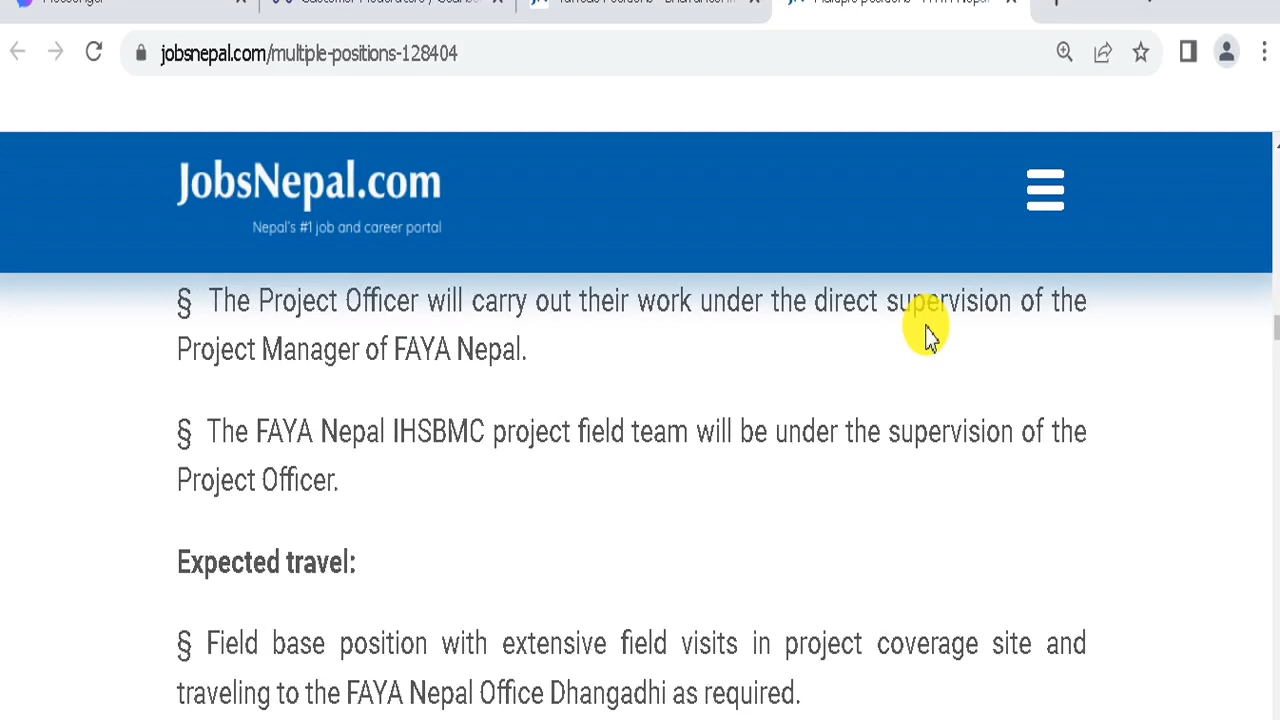 jobsnepal.com/multiple-positions-128404
JobsNepal.com
Nepal's #1 job and career portal
§ The Project Officer will carry out their work under the direct supervision of the
Project Manager of FAYA Nepal.
§ The FAYA Nepal IHSBMC project field team will be under the supervision of the
Project Officer.
Expected travel:
§ Field base position with extensive field visits in project coverage site and
traveling to the FAYA Nepal Office Dhangadhi as required.